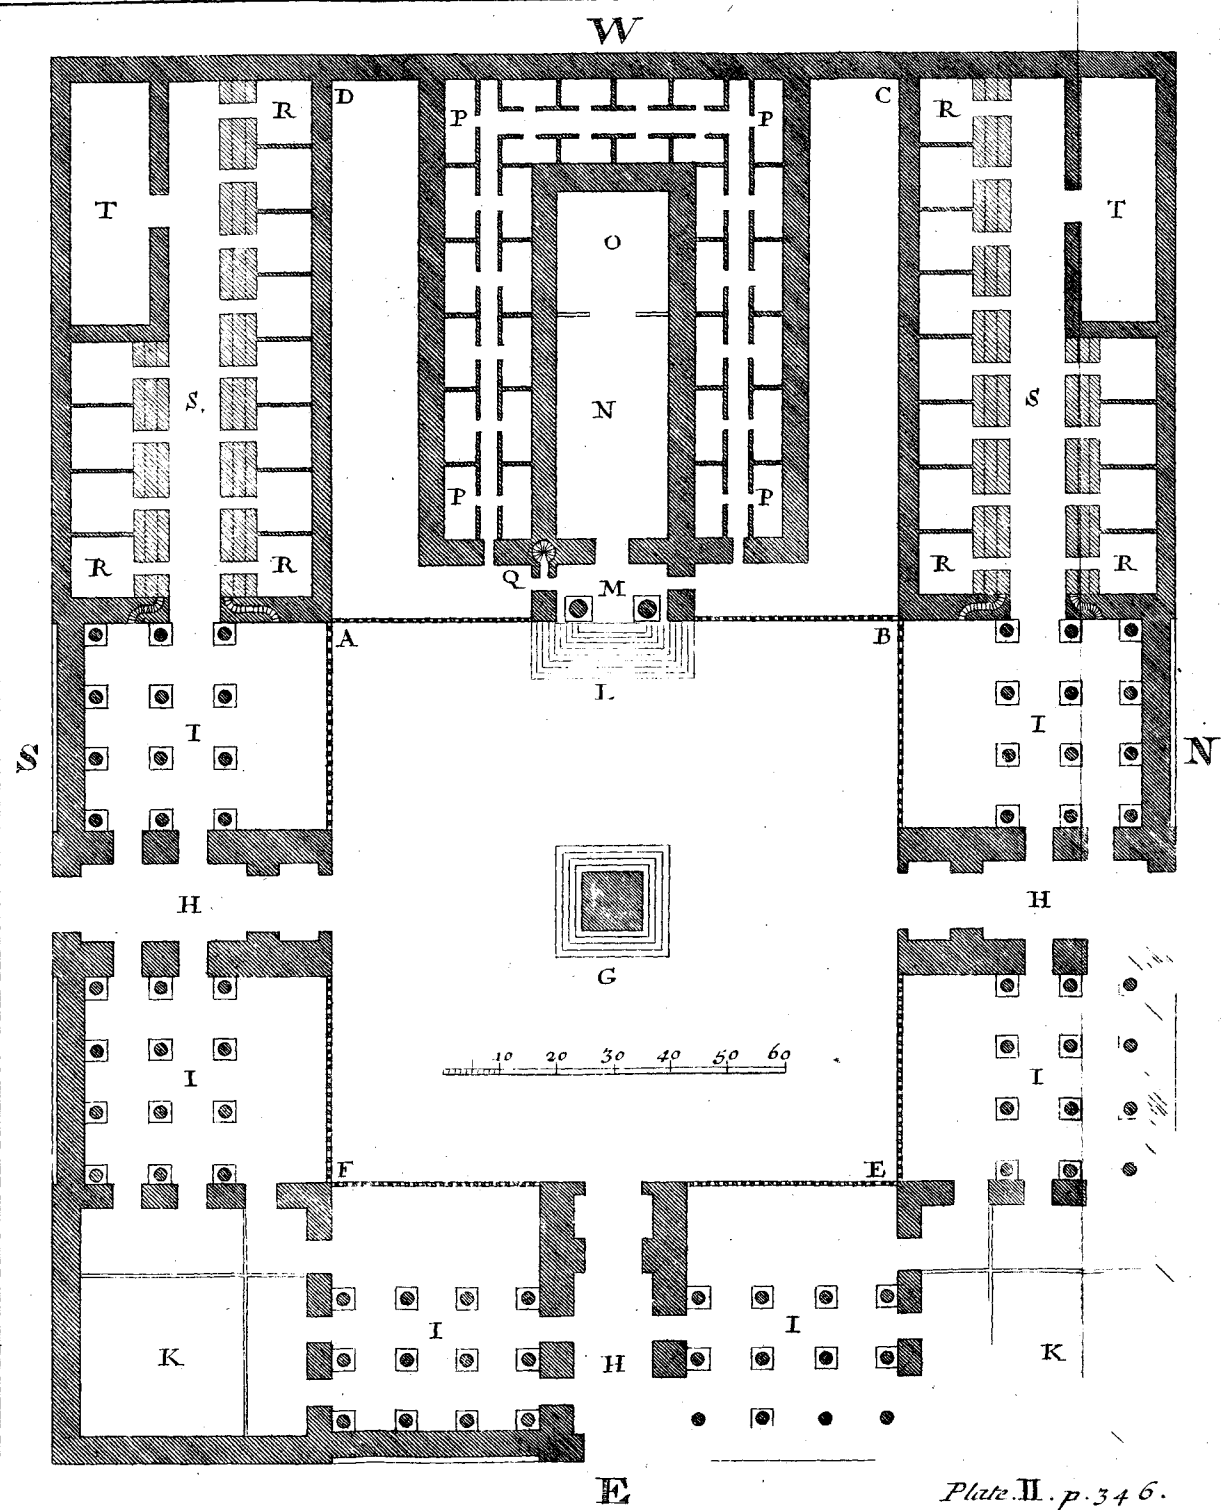 W
D C
P P
R R
T T
O
S. S
N
P P
R R R R
Q M
A B
L
I I
S N
H H
G
10 20 30 40 50 60
I I
F E
I I
K H K
E
Plate. II. p. 346.